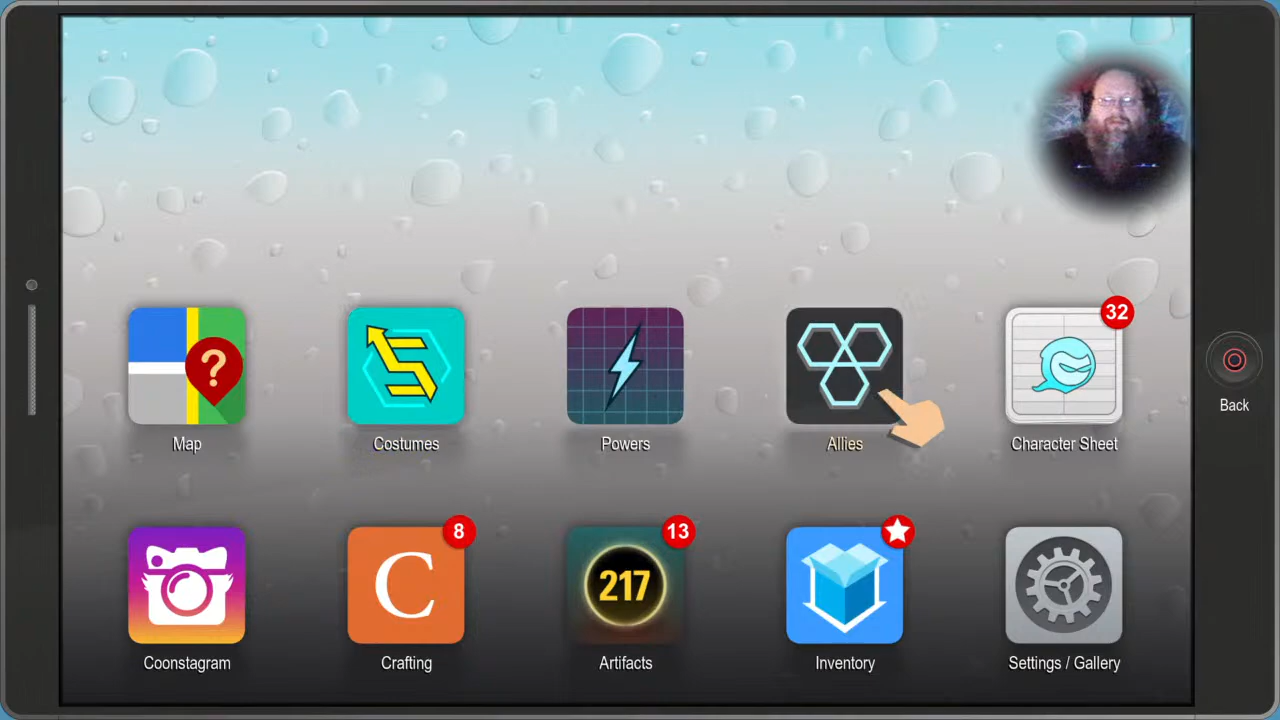 32
?
Map
Costumes
Powers
Allies
Character Sheet
Back
8
13
C
217
Coonstagram
Crafting
Artifacts
Inventory
Settings / Gallery